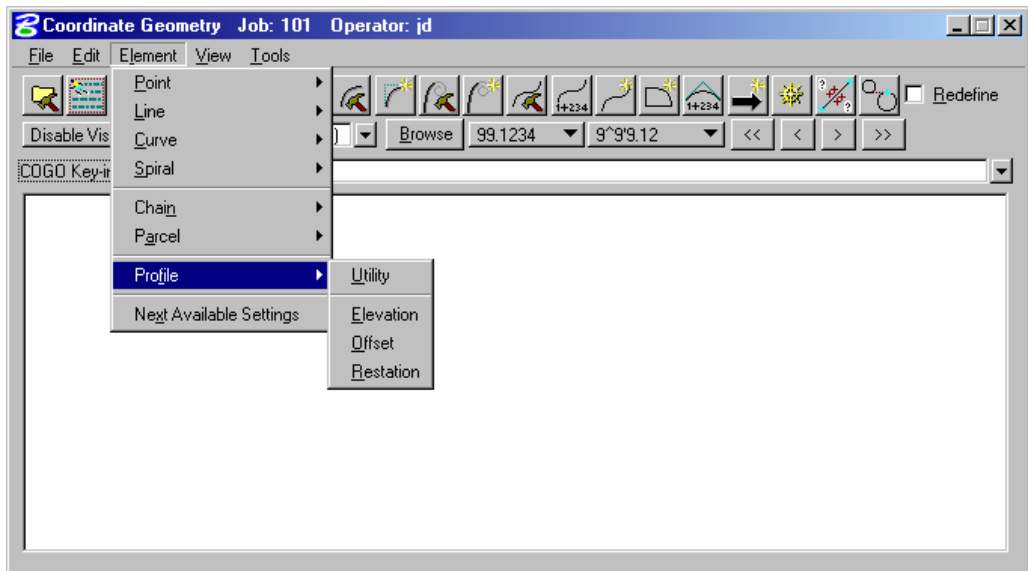 Coordinate Geometry Job: 101 Operator: jd
File Edit Element View Tools
Point
Line
Curve
Spiral
Chain
Parcel
Profile
Next Available Settings
Utility
Elevation
Offset
Restation
1+234
1+234
Redefine
Disable Vis
Browse
99.1234
9^9'9.12
<<
<
>
>>
COGO Key-in